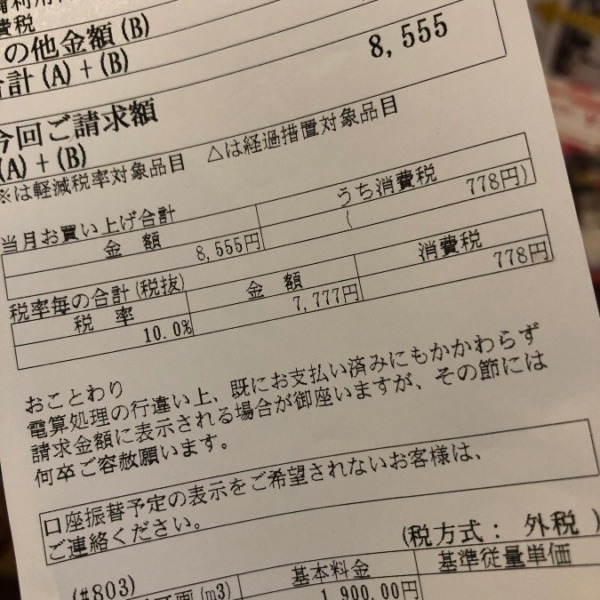 費税
の他金額(B)
合計(A)+(B)
8,555
今回ご請求額
(A)+(B)
※は軽減税率対象品目 △は経過措置対象品目
当月お買い上げ合計 うち消費税
金 額 8,555円 ( 778円)
税率毎の合計(税抜) 金 額 消費税
税 率 7,777円 778円
10.0%
おことわり
電算処理の行違い上、既にお支払い済みにもかかわらず
請求金額に表示される場合が御座いますが、その節には
何卒ご容赦願います。
口座振替予定の表示をご希望されないお客様は、
ご連絡ください。
(税方式: 外税)
(#803)
(m3) 基本料金 基準従量単価
1,900.00円